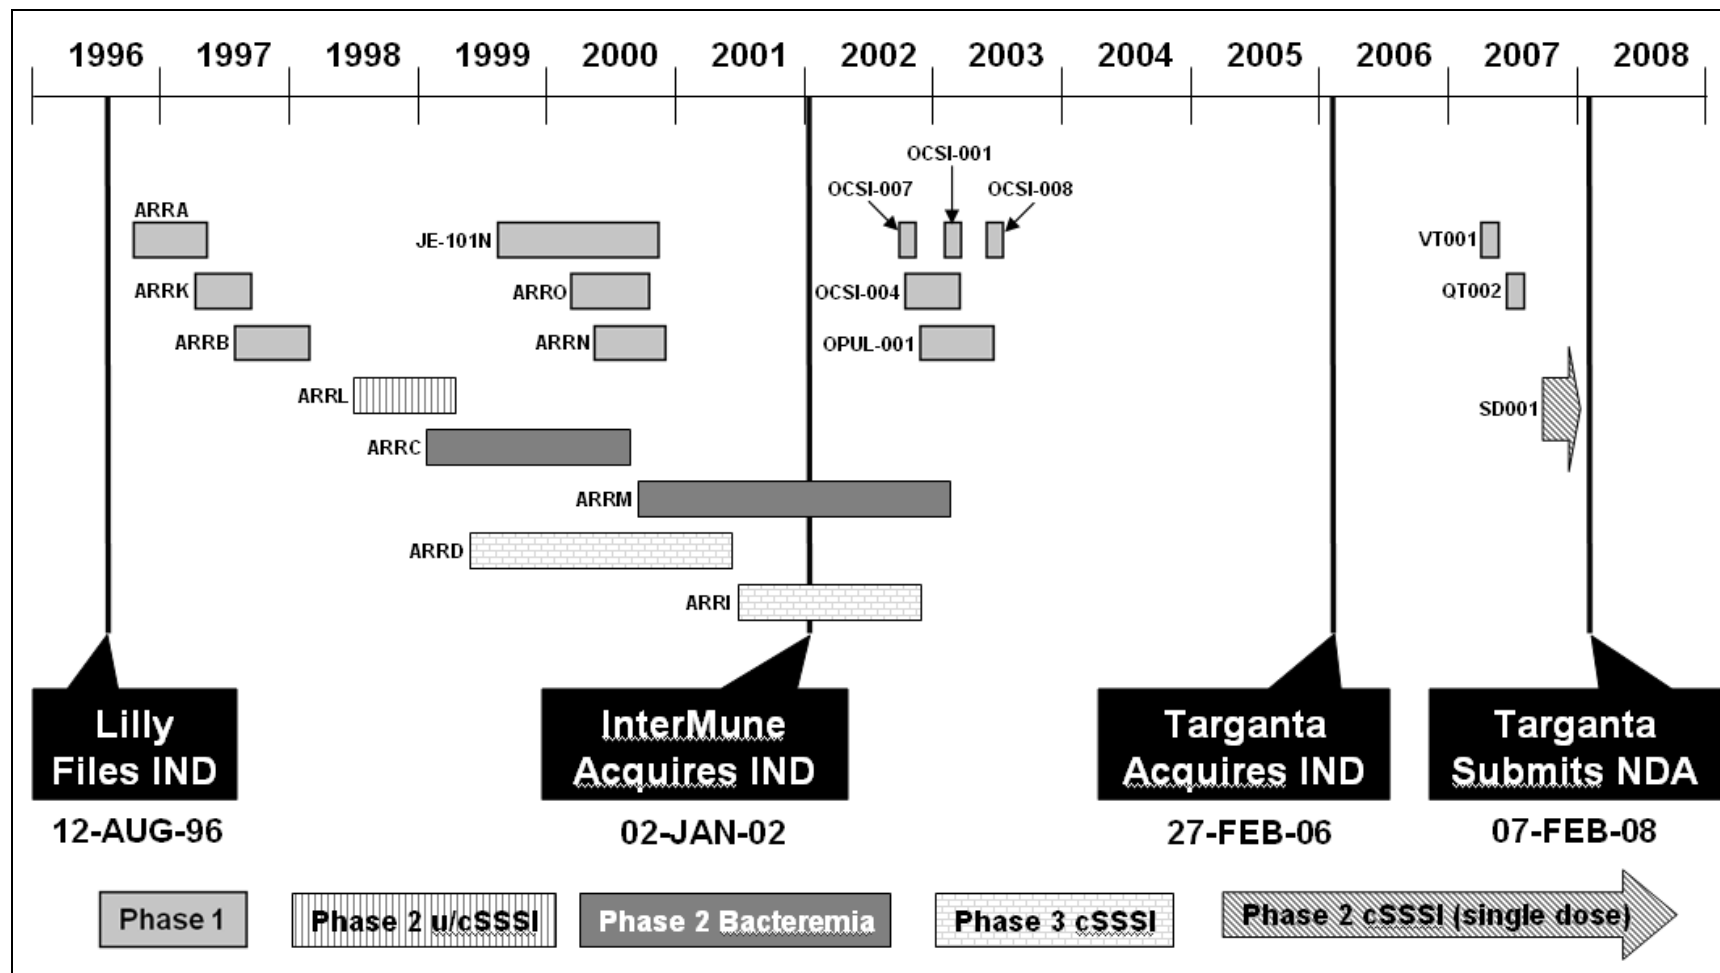 1996 1997 1998 1999 2000 2001 2002 2003 2004 2005 2006 2007 2008
OCSI-001
OCSI-007
OCSI-008
ARRA
JE-101N
VT001
ARRK
ARRO
OCSI-004
QT002
ARRB
ARRN
OPUL-001
ARRL
SD001
ARRC
ARRM
ARRD
ARRI
Lilly
Files IND
12-AUG-96
InterMune
Acquires IND
02-JAN-02
Targanta
Acquires IND
27-FEB-06
Targanta
Submits NDA
07-FEB-08
Phase 1
Phase 2 u/cSSSI
Phase 2 Bacteremia
Phase 3 cSSSI
Phase 2 cSSSI (single dose)